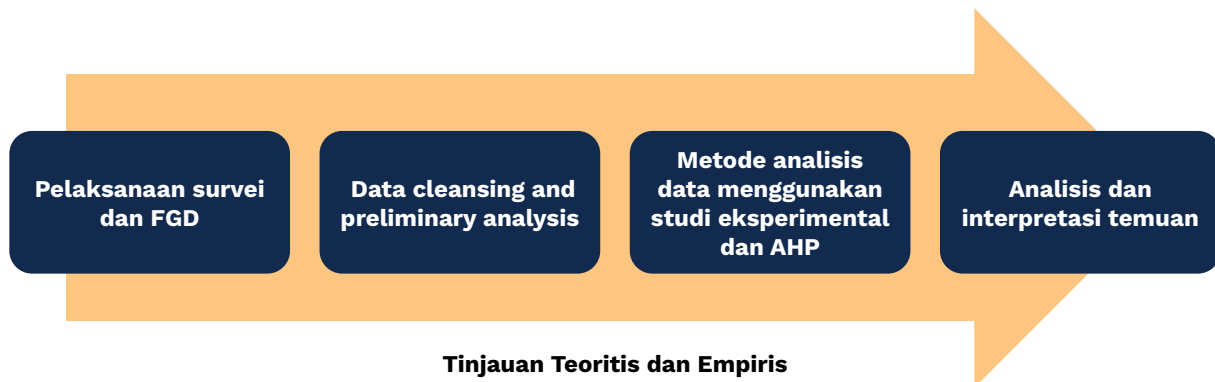 Pelaksanaan survei
dan FGD
Data cleansing and
preliminary analysis
Metode analisis
data menggunakan
studi eksperimental
dan AHP
Analisis dan
interpretasi temuan
Tinjauan Teoritis dan Empiris